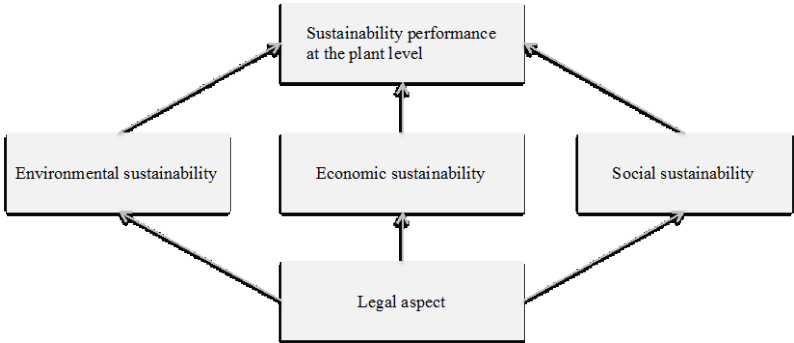 Sustainability performance
at the plant level
Environmental sustainability
Economic sustainability
Social sustainability
Legal aspect